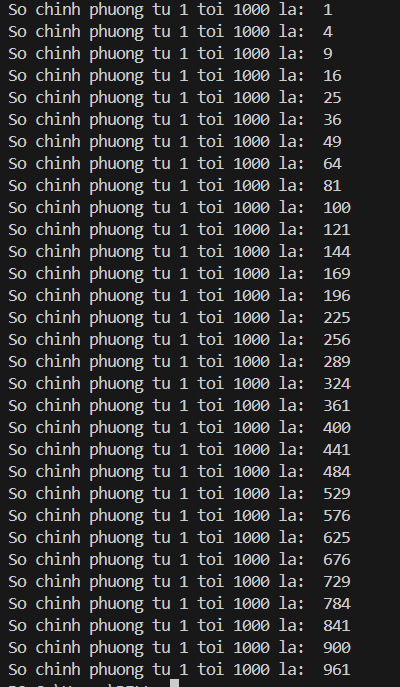 So chinh phuong tu 1 toi 1000 la:  1
So chinh phuong tu 1 toi 1000 la:  4
So chinh phuong tu 1 toi 1000 la:  9
So chinh phuong tu 1 toi 1000 la:  16
So chinh phuong tu 1 toi 1000 la:  25
So chinh phuong tu 1 toi 1000 la:  36
So chinh phuong tu 1 toi 1000 la:  49
So chinh phuong tu 1 toi 1000 la:  64
So chinh phuong tu 1 toi 1000 la:  81
So chinh phuong tu 1 toi 1000 la:  100
So chinh phuong tu 1 toi 1000 la:  121
So chinh phuong tu 1 toi 1000 la:  144
So chinh phuong tu 1 toi 1000 la:  169
So chinh phuong tu 1 toi 1000 la:  196
So chinh phuong tu 1 toi 1000 la:  225
So chinh phuong tu 1 toi 1000 la:  256
So chinh phuong tu 1 toi 1000 la:  289
So chinh phuong tu 1 toi 1000 la:  324
So chinh phuong tu 1 toi 1000 la:  361
So chinh phuong tu 1 toi 1000 la:  400
So chinh phuong tu 1 toi 1000 la:  441
So chinh phuong tu 1 toi 1000 la:  484
So chinh phuong tu 1 toi 1000 la:  529
So chinh phuong tu 1 toi 1000 la:  576
So chinh phuong tu 1 toi 1000 la:  625
So chinh phuong tu 1 toi 1000 la:  676
So chinh phuong tu 1 toi 1000 la:  729
So chinh phuong tu 1 toi 1000 la:  784
So chinh phuong tu 1 toi 1000 la:  841
So chinh phuong tu 1 toi 1000 la:  900
So chinh phuong tu 1 toi 1000 la:  961